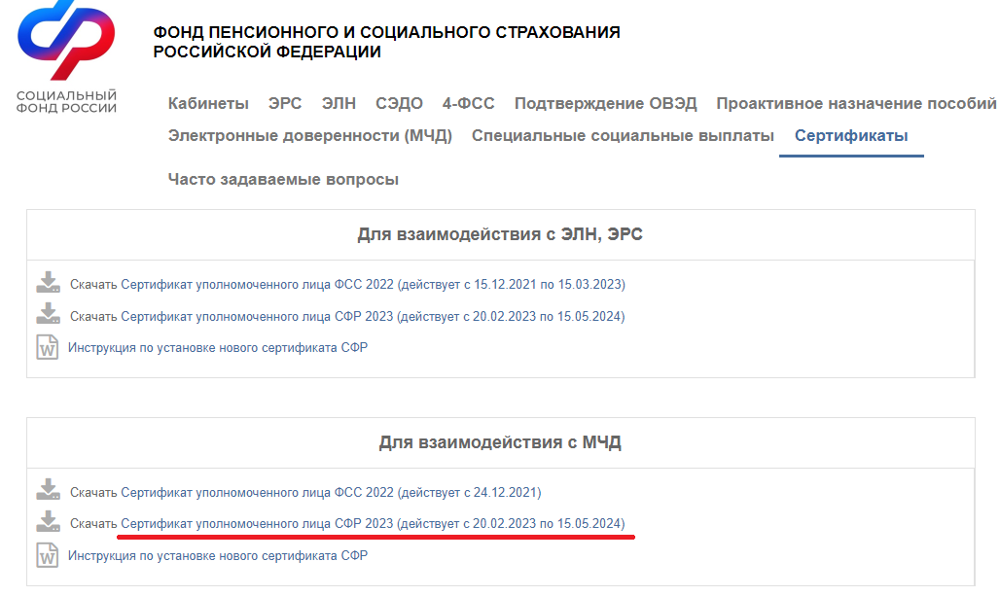 ФОНД ПЕНСИОННОГО И СОЦИАЛЬНОГО СТРАХОВАНИЯ
РОССИЙСКОЙ ФЕДЕРАЦИИ
СОЦИАЛЬНЫЙ
ФОНД РОССИИ
Кабинеты ЭРС ЭЛН СЭДО 4-ФСС Подтверждение ОВЭД Проактивное назначение пособий
Электронные доверенности (МЧД) Специальные социальные выплаты Сертификаты
Часто задаваемые вопросы
Для взаимодействия с ЭЛН, ЭРС
Скачать Сертификат уполномоченного лица ФСС 2022 (действует с 15.12.2021 по 15.03.2023)
Скачать Сертификат уполномоченного лица СФР 2023 (действует с 20.02.2023 по 15.05.2024)
W Инструкция по установке нового сертификата СФР
Для взаимодействия с МЧД
Скачать Сертификат уполномоченного лица ФСС 2022 (действует с 24.12.2021)
Скачать Сертификат уполномоченного лица СФР 2023 (действует с 20.02.2023 по 15.05.2024)
W Инструкция по установке нового сертификата СФР